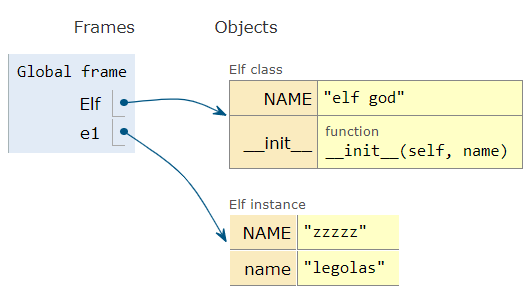 Frames Objects
Global frame
Elf
e1
Elf class
NAME "elf god"
__init__ function
__init__(self, name)
Elf instance
NAME "zzzzz"
name "legolas"